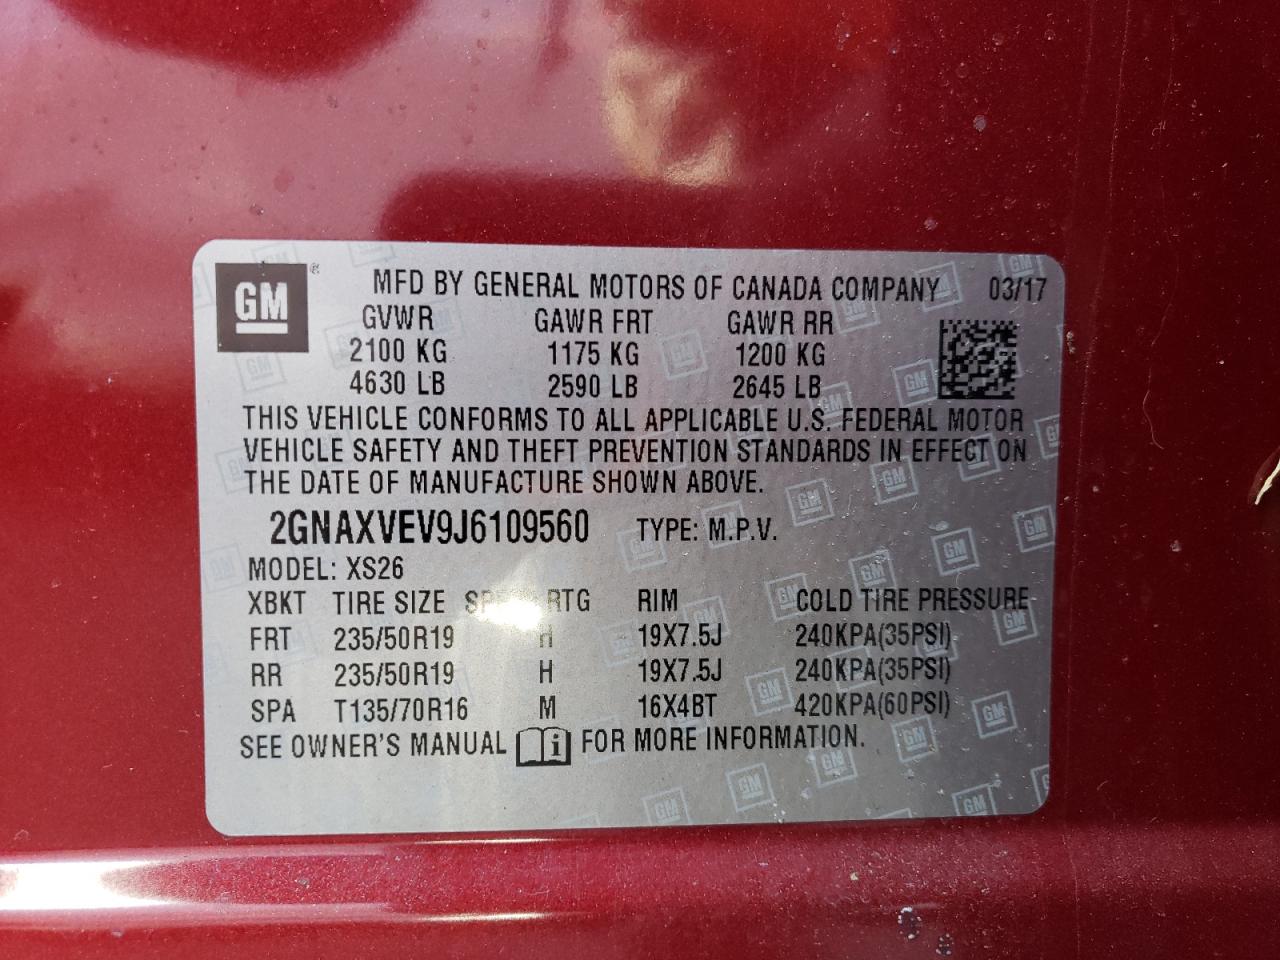 GM ® MFD BY GENERAL MOTORS OF CANADA COMPANY 03/17
GVWR GAWR FRT GAWR RR
2100 KG 1175 KG 1200 KG
4630 LB 2590 LB 2645 LB
THIS VEHICLE CONFORMS TO ALL APPLICABLE U.S. FEDERAL MOTOR
VEHICLE SAFETY AND THEFT PREVENTION STANDARDS IN EFFECT ON
THE DATE OF MANUFACTURE SHOWN ABOVE.
2GNAXVEV9J6109560 TYPE: M.P.V.
MODEL: XS26
XBKT TIRE SIZE RTG RIM COLD TIRE PRESSURE
FRT 235/50R19 H 19X7.5J 240KPA(35PSI)
RR 235/50R19 H 19X7.5J 240KPA(35PSI)
SPA T135/70R16 M 16X4BT 420KPA(60PSI)
SEE OWNER'S MANUAL i FOR MORE INFORMATION.